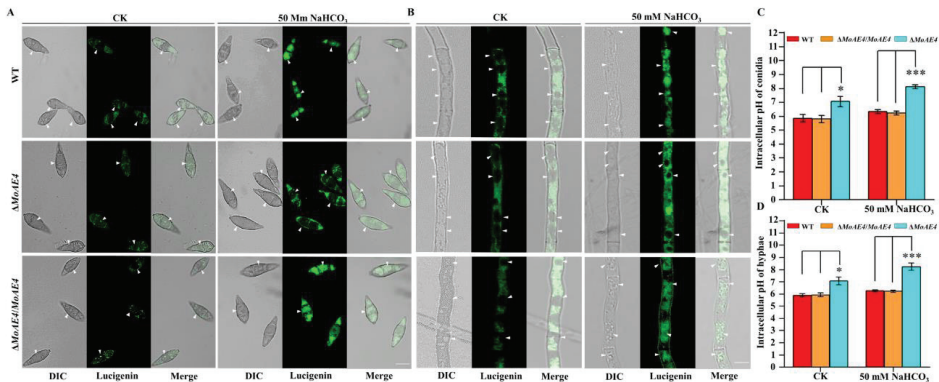 A
CK
50 Mm NaHCO₃
B
CK
50 mM NaHCO₃
WT
ΔMoAE4
ΔMoAE4/MoAE4
DIC
Lucigenin
Merge
DIC
Lucigenin
Merge
DIC
Lucigenin
Merge
DIC
Lucigenin
Merge
C
WT
ΔMoAE4/MoAE4
ΔMoAE4
Intracellular pH of conidia
12
11
10
9
8
7
6
5
4
3
2
1
0
*
***
CK
50 mM NaHCO₃
D
WT
ΔMoAE4/MoAE4
ΔMoAE4
Intracellular pH of hyphae
12
11
10
9
8
7
6
5
4
3
2
1
0
*
***
CK
50 mM NaHCO₃